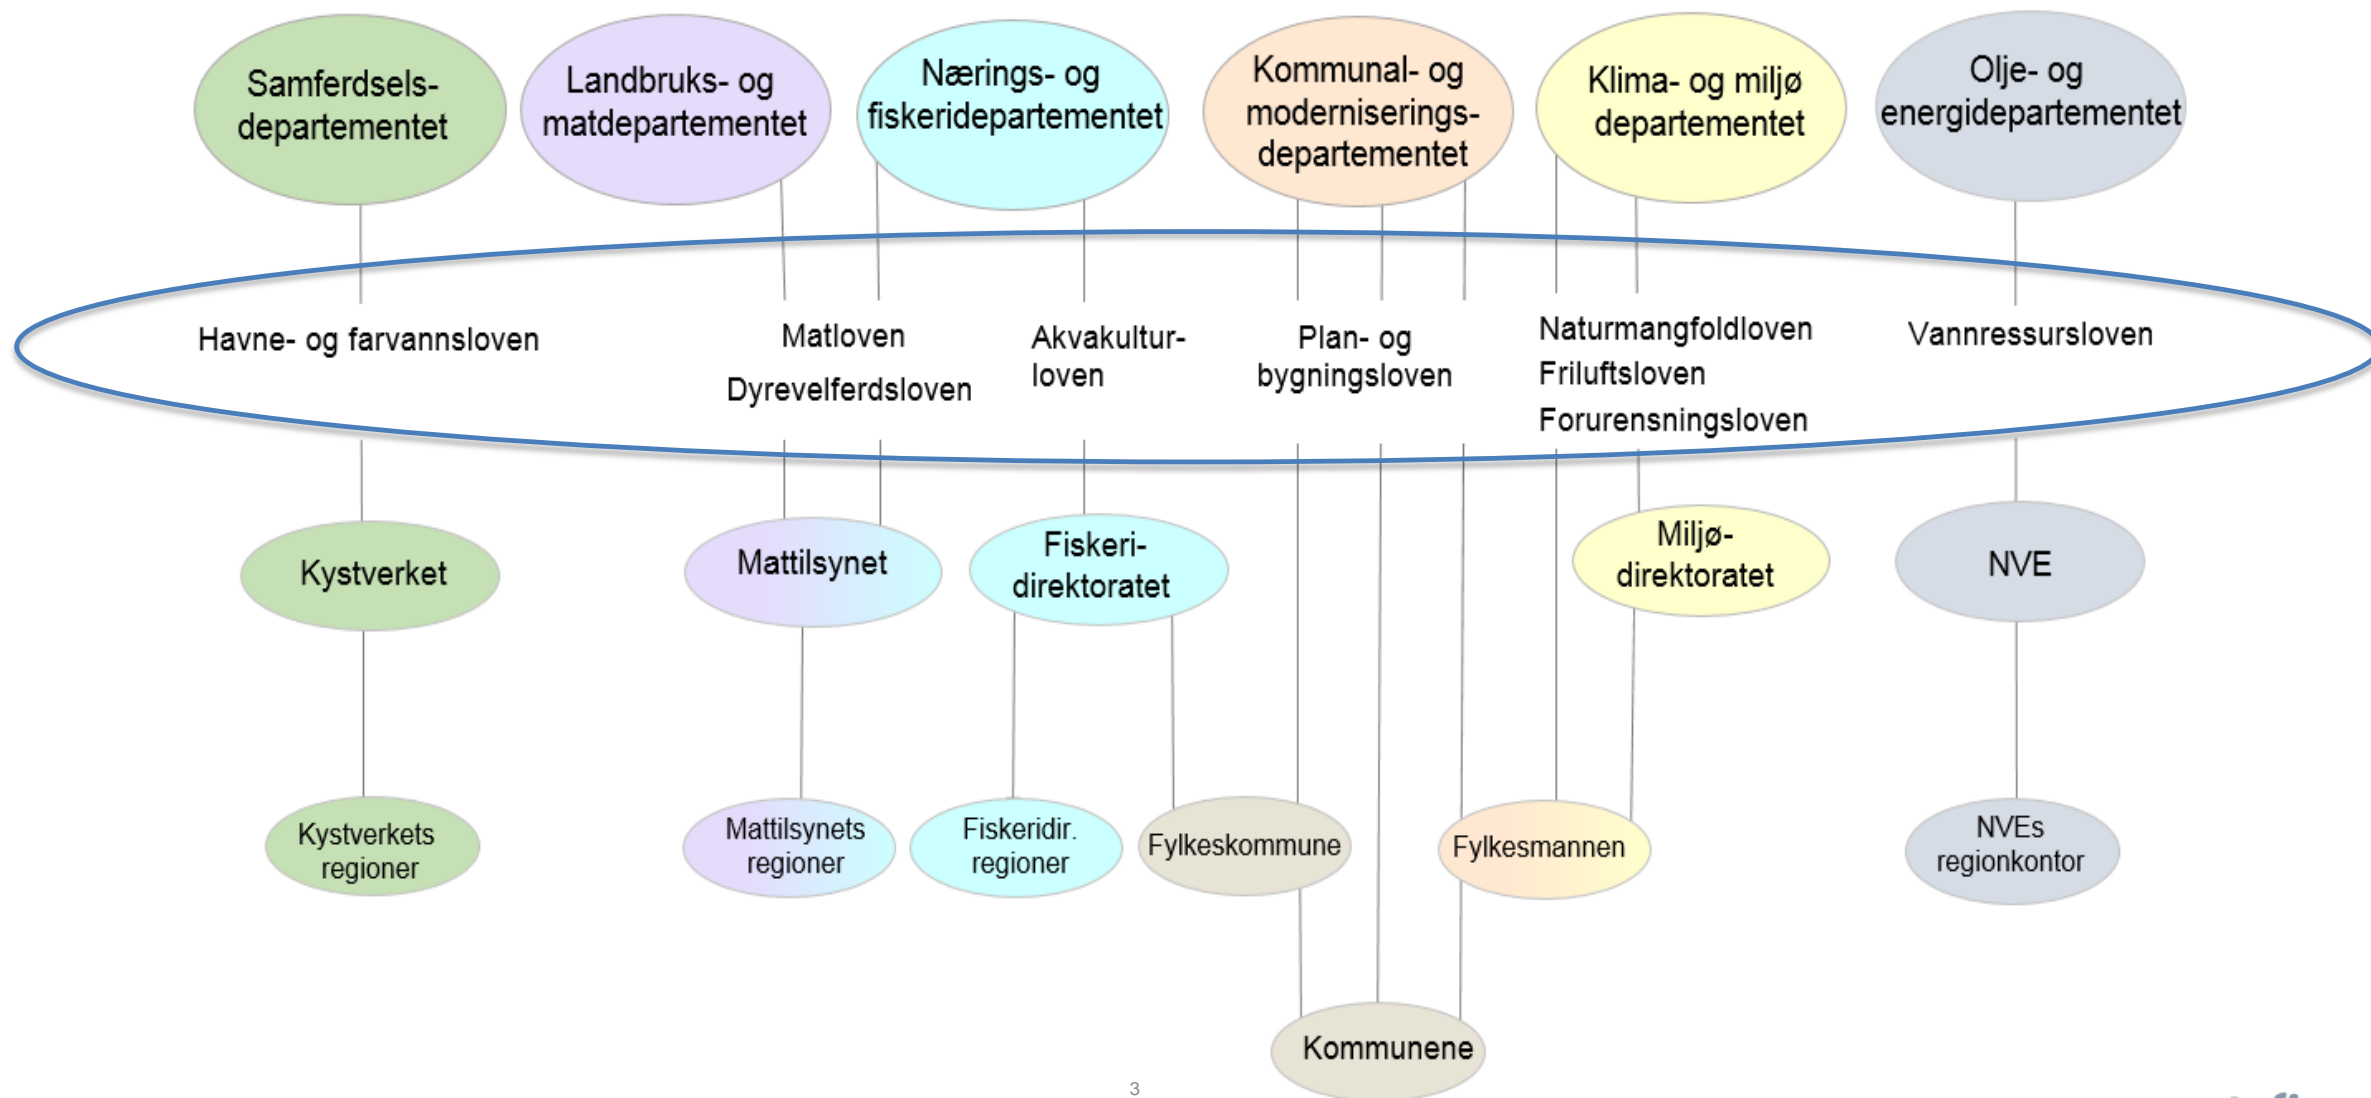 Samferdsels-
departementet
Landbruks- og
matdepartementet
Nærings- og
fiskeridepartementet
Kommunal- og
moderniserings-
departementet
Klima- og miljø
departementet
Olje- og
energidepartementet
Havne- og farvannsloven
Matloven
Dyrevelferdsloven
Akvakultur-
loven
Plan- og
bygningsloven
Naturmangfoldloven
Friluftsloven
Forurensningsloven
Vannressursloven
Kystverket
Mattilsynet
Fiskeri-
direktoratet
Miljø-
direktoratet
NVE
Kystverkets
regioner
Mattilsynets
regioner
Fiskeridir.
regioner
Fylkeskommune
Fylkesmannen
NVEs
regionkontor
Kommunene
3